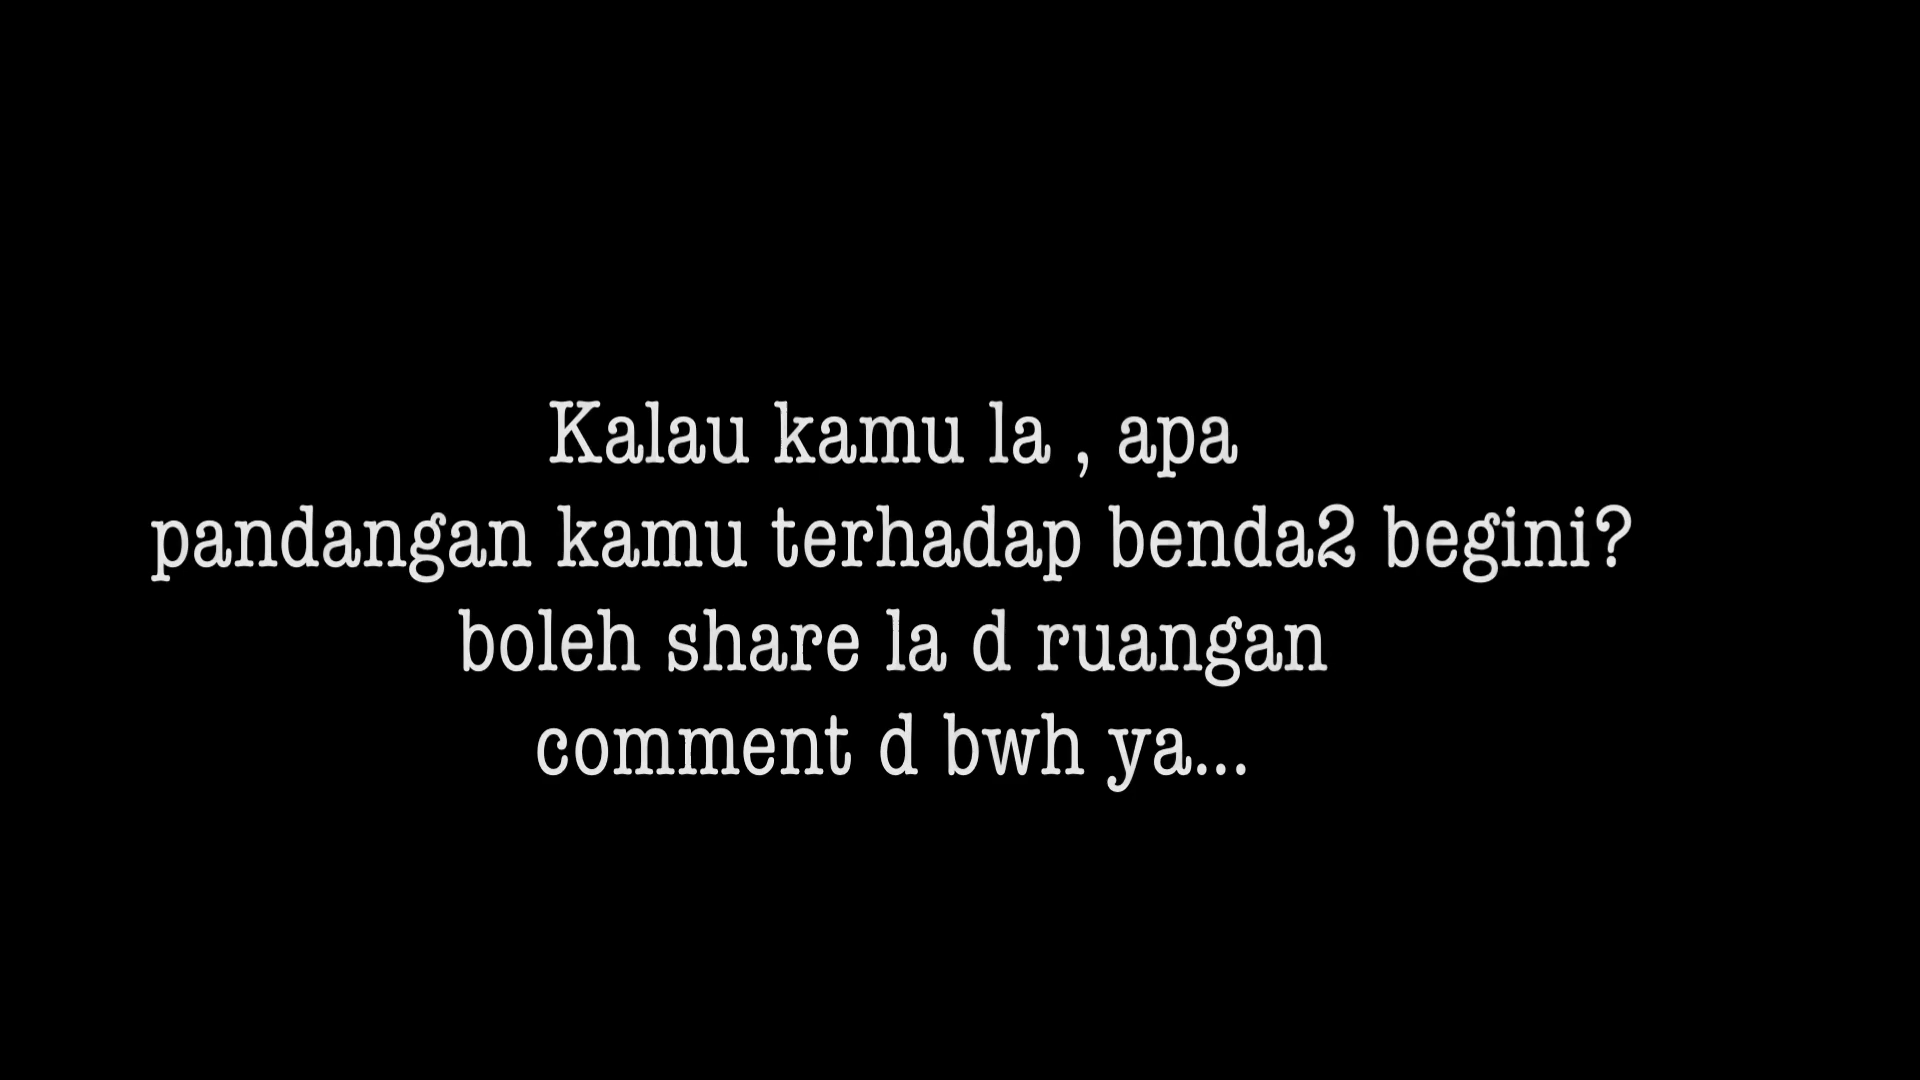 Kalau kamu la , apa
pandangan kamu terhadap benda2 begini?
boleh share la d ruangan
comment d bwh ya...